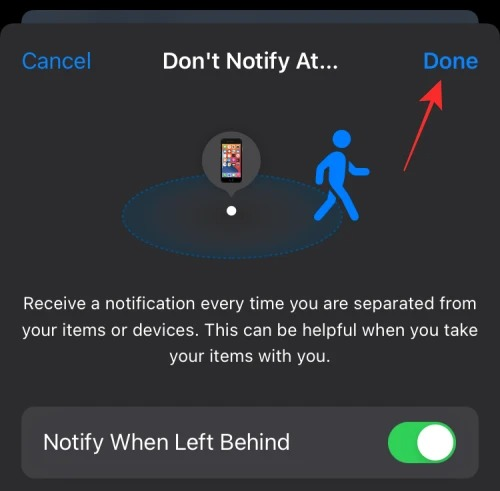 Cancel Don't Notify At... Done
Receive a notification every time you are separated from
your items or devices. This can be helpful when you take
your items with you.
Notify When Left Behind